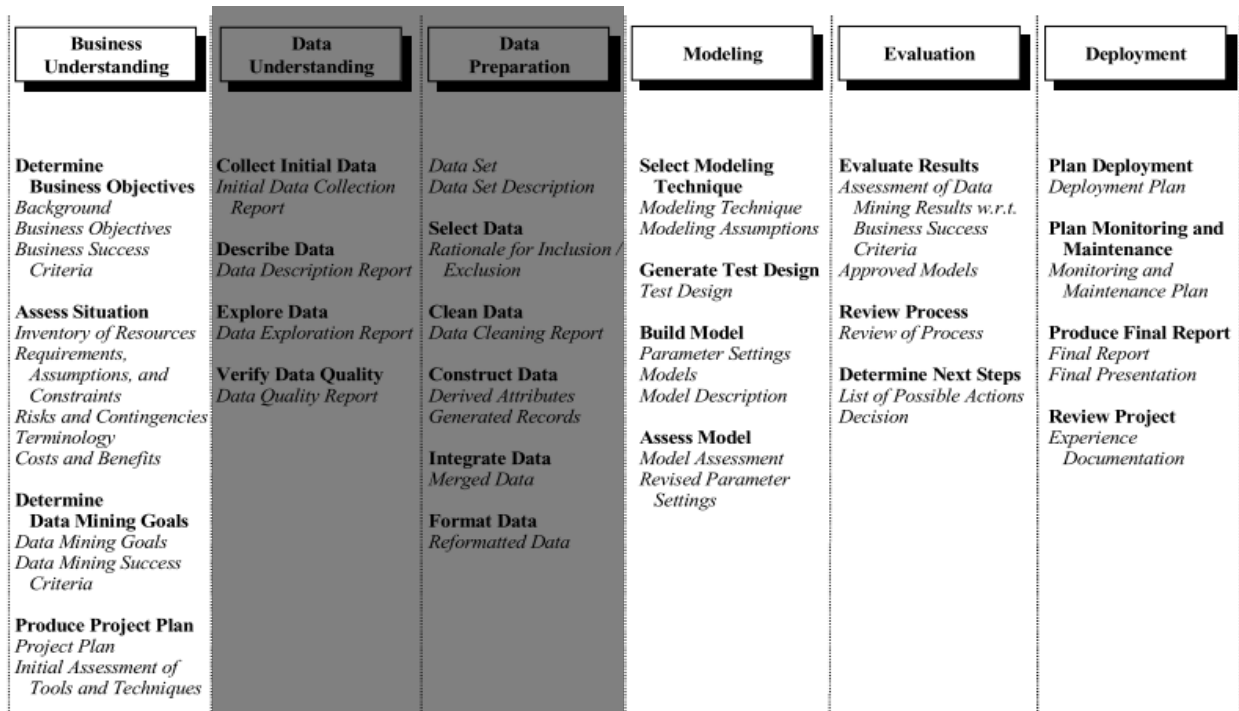 Business
Understanding
Data
Understanding
Data
Preparation
Modeling
Evaluation
Deployment
Determine
Business Objectives
Background
Business Objectives
Business Success
Criteria
Assess Situation
Inventory of Resources
Requirements,
Assumptions, and
Constraints
Risks and Contingencies
Terminology
Costs and Benefits
Determine
Data Mining Goals
Data Mining Goals
Data Mining Success
Criteria
Produce Project Plan
Project Plan
Initial Assessment of
Tools and Techniques
Collect Initial Data
Initial Data Collection
Report
Describe Data
Data Description Report
Explore Data
Data Exploration Report
Verify Data Quality
Data Quality Report
Data Set
Data Set Description
Select Data
Rationale for Inclusion /
Exclusion
Clean Data
Data Cleaning Report
Construct Data
Derived Attributes
Generated Records
Integrate Data
Merged Data
Format Data
Reformatted Data
Select Modeling
Technique
Modeling Technique
Modeling Assumptions
Generate Test Design
Test Design
Build Model
Parameter Settings
Models
Model Description
Assess Model
Model Assessment
Revised Parameter
Settings
Evaluate Results
Assessment of Data
Mining Results w.r.t.
Business Success
Criteria
Approved Models
Review Process
Review of Process
Determine Next Steps
List of Possible Actions
Decision
Plan Deployment
Deployment Plan
Plan Monitoring and
Maintenance
Monitoring and
Maintenance Plan
Produce Final Report
Final Report
Final Presentation
Review Project
Experience
Documentation